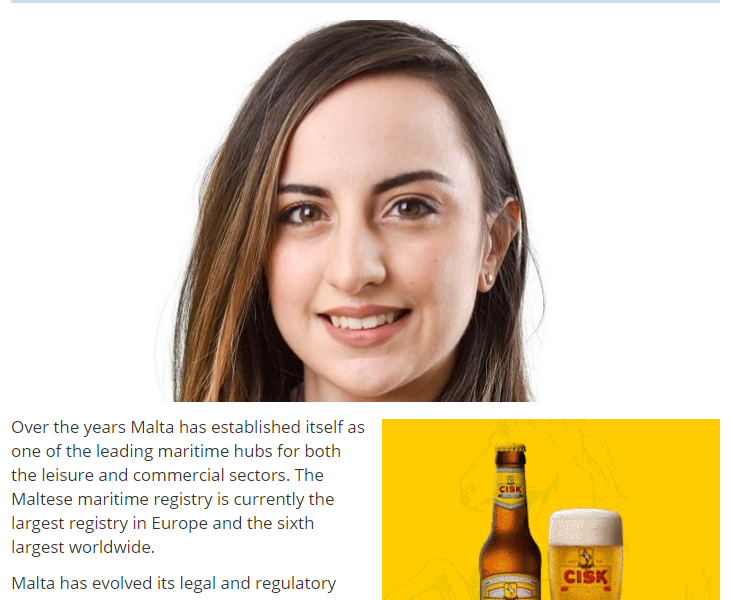 Over the years Malta has established itself as
one of the leading maritime hubs for both
the leisure and commercial sectors. The
Maltese maritime registry is currently the
largest registry in Europe and the sixth
largest worldwide.
Malta has evolved its legal and regulatory
CISK
CISK